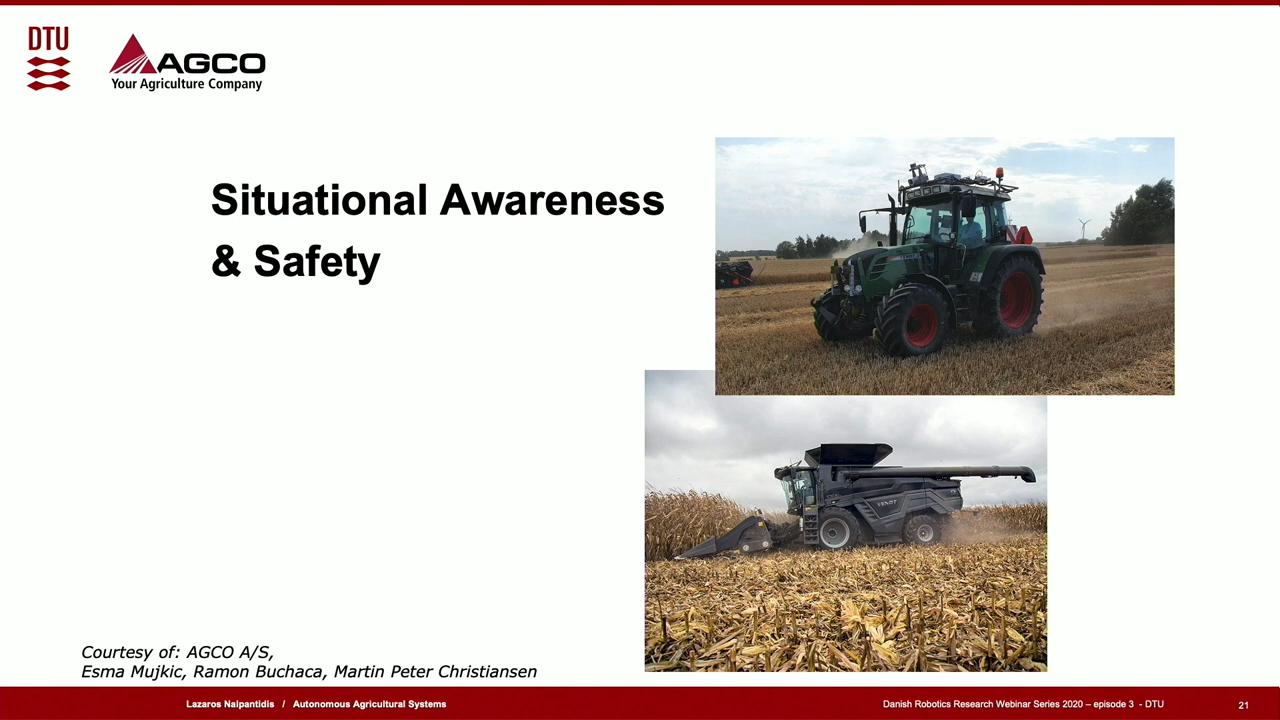 DTU
AGCO
Your Agriculture Company
Situational Awareness
& Safety
FENDT
Courtesy of: AGCO A/S,
Esma Mujkic, Ramon Buchaca, Martin Peter Christiansen
Lazaros Nalpantidis / Autonomous Agricultural Systems
Danish Robotics Research Webinar Series 2020 – episode 3 - DTU
21